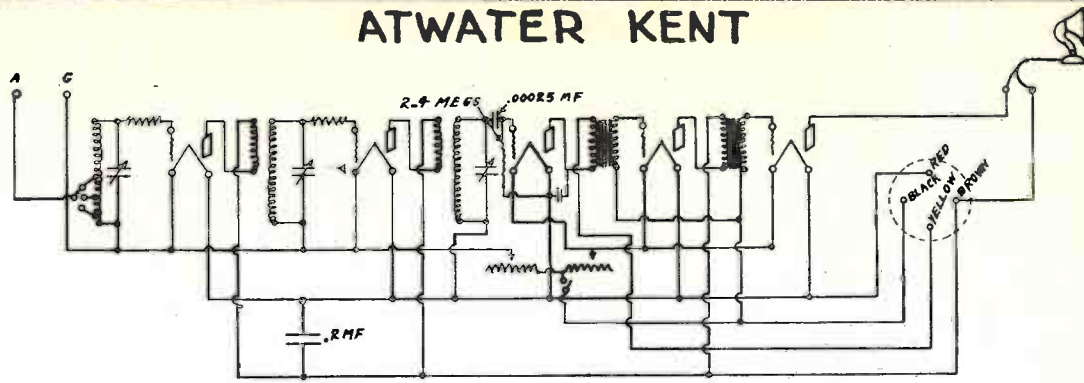 ATWATER KENT
A G
2-4 MEGS .00025 MF
RED
BLACK
YELLOW
BROWN
.2 MF